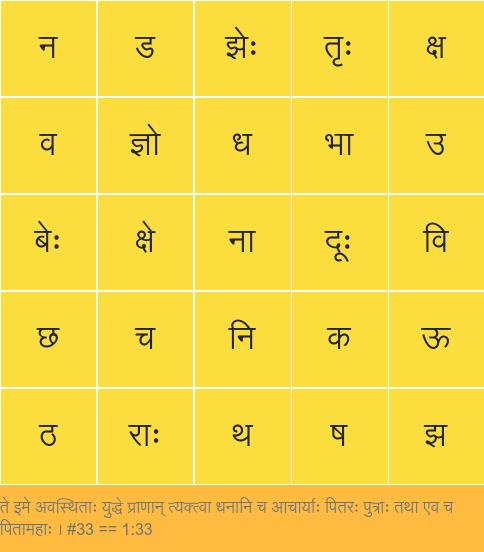 न ड झेः तृः क्ष
व ज्ञो ध भा उ
बेः क्षे ना दूः वि
छ च नि क ऊ
ठ राः थ ष झ
ते इमे अवस्थिताः युद्धे प्राणान् त्यक्त्वा धनानि च आचार्याः पितरः पुत्राः तथा एव च
पितामहाः । #33 == 1:33